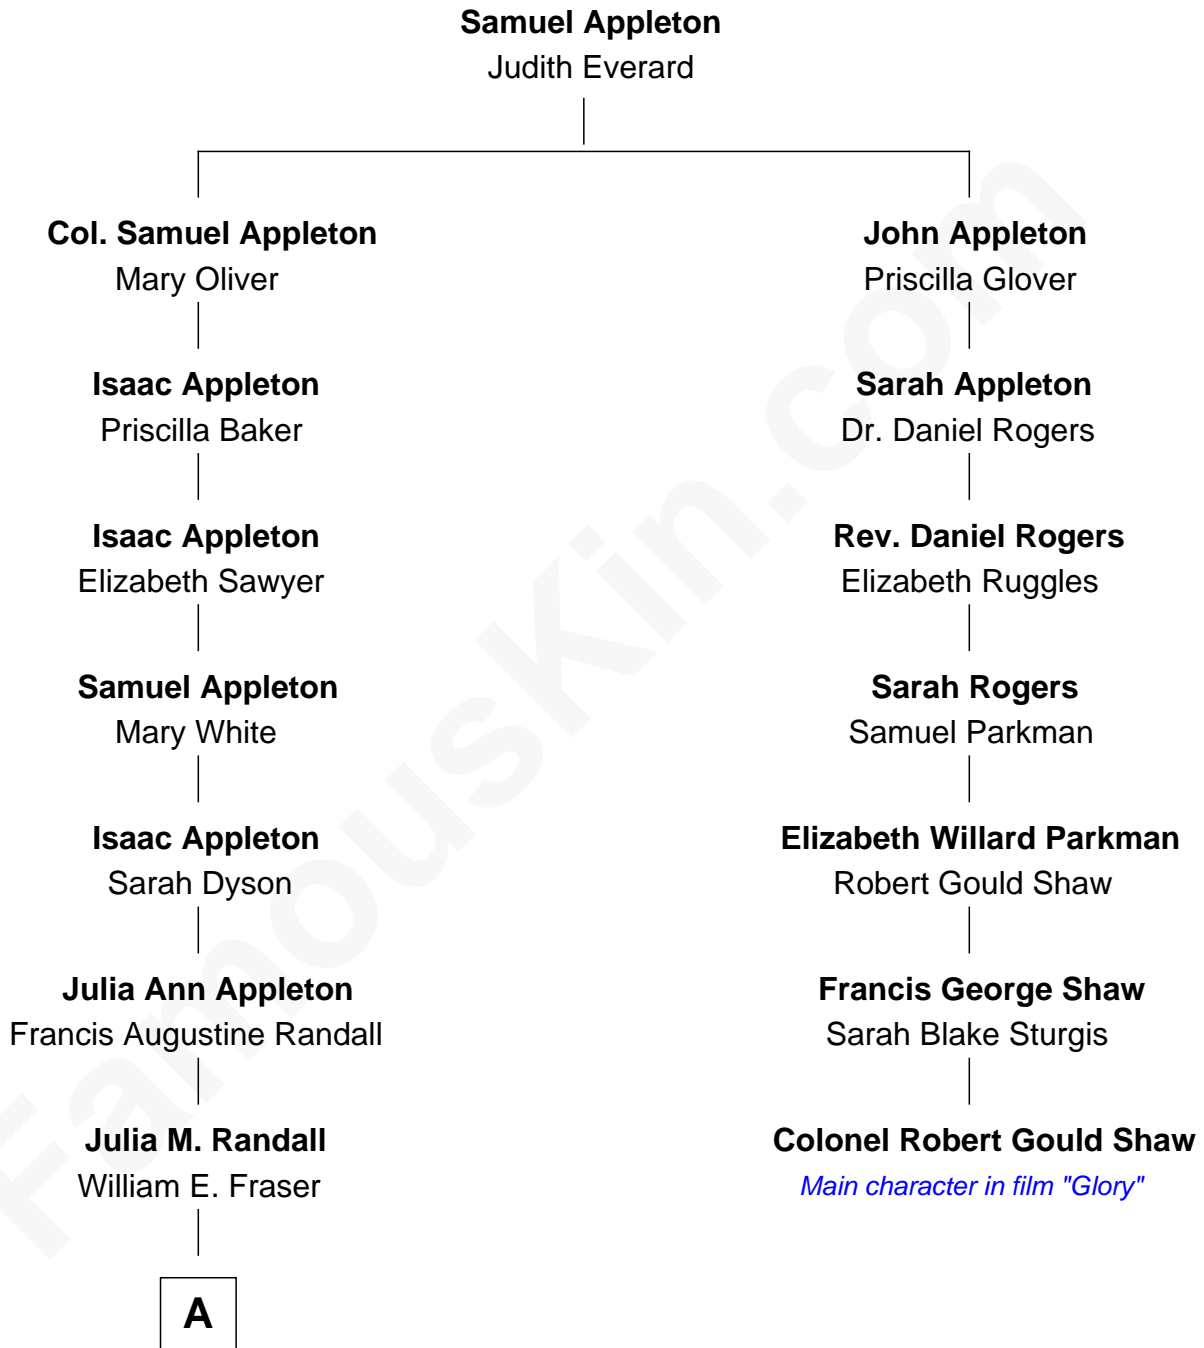 Samuel Appleton
Judith Everard
Col. Samuel Appleton
Mary Oliver
Isaac Appleton
Priscilla Baker
Isaac Appleton
Elizabeth Sawyer
Samuel Appleton
Mary White
Isaac Appleton
Sarah Dyson
Julia Ann Appleton
Francis Augustine Randall
Julia M. Randall
William E. Fraser
A
John Appleton
Priscilla Glover
Sarah Appleton
Dr. Daniel Rogers
Rev. Daniel Rogers
Elizabeth Ruggles
Sarah Rogers
Samuel Parkman
Elizabeth Willard Parkman
Robert Gould Shaw
Francis George Shaw
Sarah Blake Sturgis
Colonel Robert Gould Shaw
Main character in film "Glory"
FamousKin.com